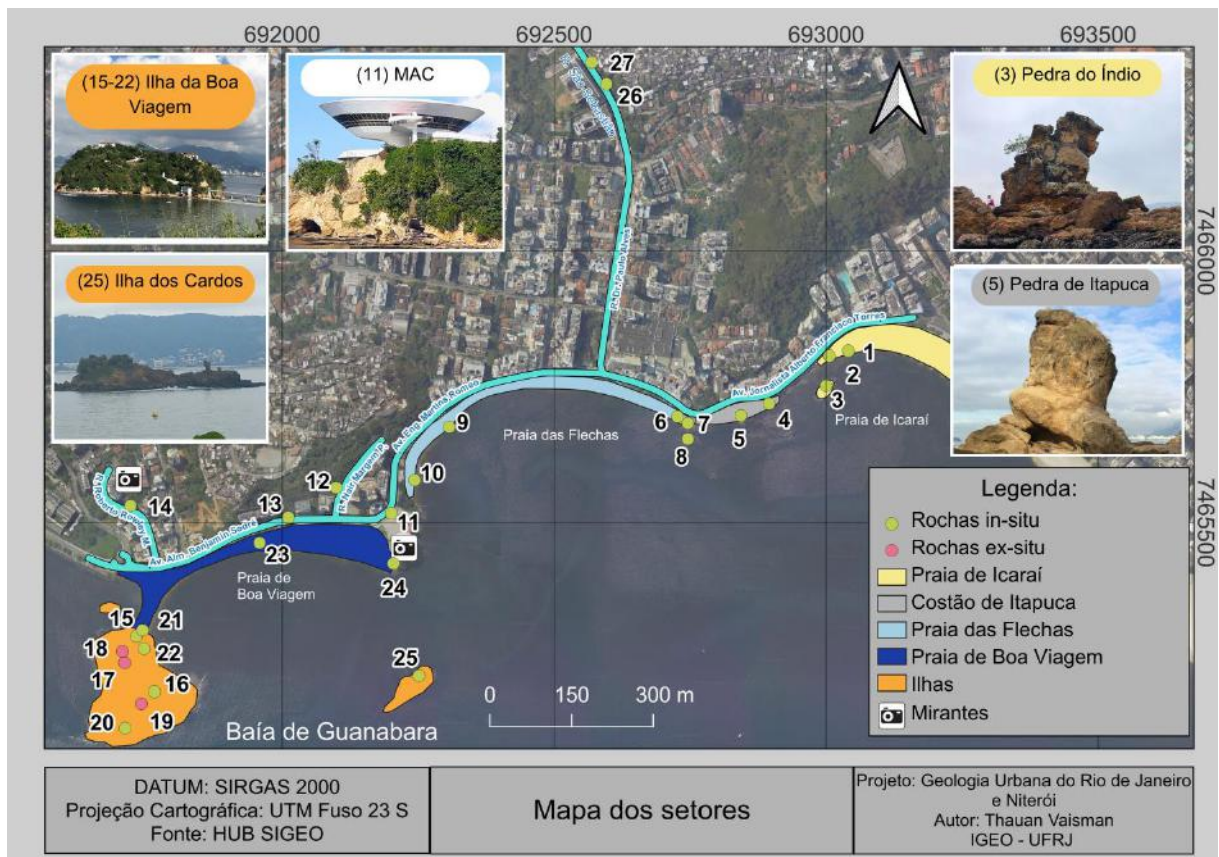 692000
692500
693000
693500
(15-22) Ilha da Boa
Viagem
(11) MAC
27
26
R. São Sebastião
(3) Pedra do Índio
7466000
(25) Ilha dos Cardos
(5) Pedra de Itapuca
R. Dr. Paulo Alves
Av. Jornalista Alberto Francisco Torres
1
2
3
Praia de Icaraí
4
5
6
7
8
Av. Eng. Martins Romeo
Praia das Flechas
9
10
12
13
14
Av. Alm. Benjamin Sodré
11
23
Praia de
Boa Viagem
24
7465500
Legenda:
Rochas in-situ
Rochas ex-situ
Praia de Icaraí
Costão de Itapuca
Praia das Flechas
Praia de Boa Viagem
Ilhas
Mirantes
15
21
18
22
17
16
20
19
25
0 150 300 m
Baía de Guanabara
DATUM: SIRGAS 2000
Projeção Cartográfica: UTM Fuso 23 S
Fonte: HUB SIGEO
Mapa dos setores
Projeto: Geologia Urbana do Rio de Janeiro
e Niterói
Autor: Thauan Vaisman
IGEO - UFRJ